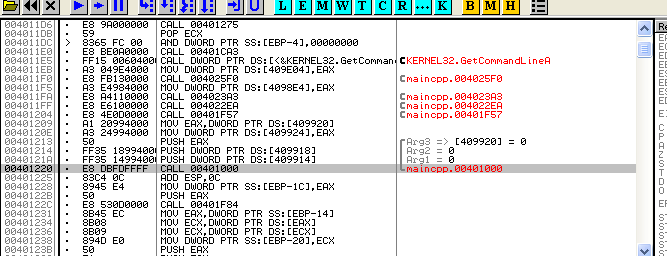 L E M W T C R ... K B M H
004011D6 . E8 9A000000 CALL 00401275
004011DB . 59 POP ECX
004011DC > 8365 FC 00 AND DWORD PTR SS:[EBP-4],00000000
004011E0 . E8 BE0A0000 CALL 00401CA3
004011E5 . FF15 00604000 CALL DWORD PTR DS:[<&KERNEL32.GetCommand CKERNEL32.GetCommandLineA
004011EB . A3 049E4000 MOV DWORD PTR DS:[409E04],EAX
004011F0 . E8 FB130000 CALL 004025F0 Cmaincpp.004025F0
004011F5 . A3 E4984000 MOV DWORD PTR DS:[4098E4],EAX
004011FA . E8 A4110000 CALL 004023A3 Cmaincpp.004023A3
004011FF . E8 E6100000 CALL 004022EA Cmaincpp.004022EA
00401204 . E8 4E0D0000 CALL 00401F57 Cmaincpp.00401F57
00401209 . A1 20994000 MOV EAX,DWORD PTR DS:[409920]
0040120E . A3 24994000 MOV DWORD PTR DS:[409924],EAX
00401213 . 50 PUSH EAX Arg3 => [409920] = 0
00401214 . FF35 18994000 PUSH DWORD PTR DS:[409918] Arg2 = 0
0040121A . FF35 14994000 PUSH DWORD PTR DS:[409914] Arg1 = 0
00401220 . E8 DBFDFFFF CALL 00401000 maincpp.00401000
00401225 . 83C4 0C ADD ESP,0C
00401228 . 8945 E4 MOV DWORD PTR SS:[EBP-1C],EAX
0040122B . 50 PUSH EAX
0040122C . E8 530D0000 CALL 00401F84
00401231 . 8B45 EC MOV EAX,DWORD PTR SS:[EBP-14]
00401234 . 8B08 MOV ECX,DWORD PTR DS:[EAX]
00401236 . 8B09 MOV ECX,DWORD PTR DS:[ECX]
00401238 . 894D E0 MOV DWORD PTR SS:[EBP-20],ECX
0040123B . 50 PUSH EAX